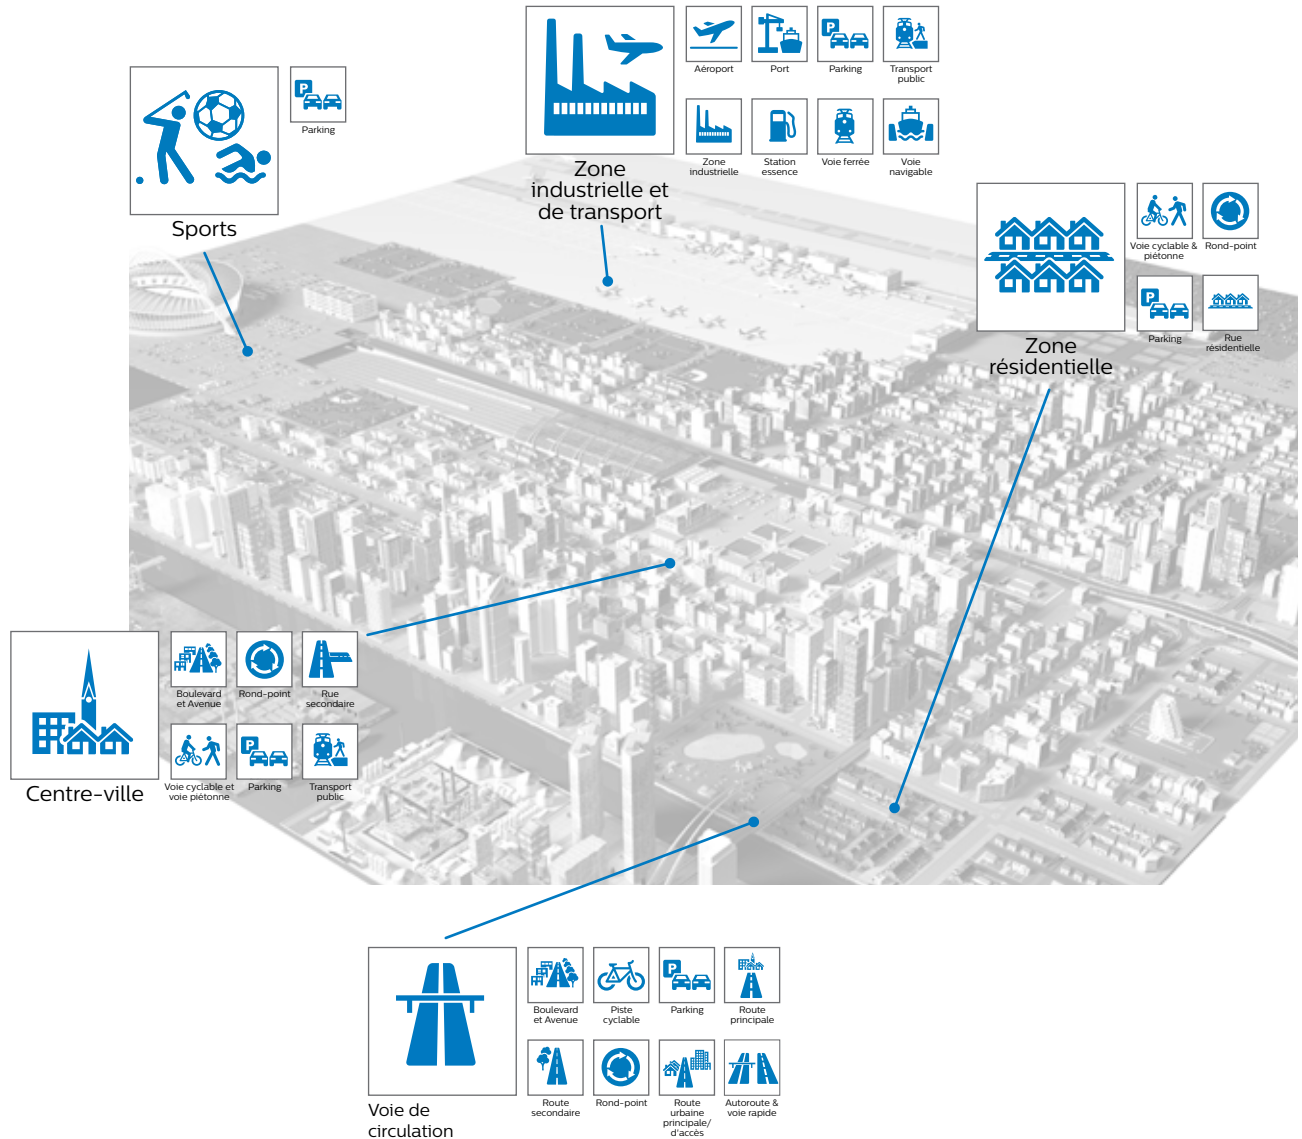 Aéroport
Port
Parking
Transport
public
Zone
industrielle
Station
essence
Voie ferrée
Voie
navigable
Zone
industrielle et
de transport
Parking
Sports
Voie cyclable &
piétonne
Rond-point
Parking
Rue
résidentielle
Zone
résidentielle
Boulevard
et Avenue
Rond-point
Rue
secondaire
Voie cyclable et
voie piétonne
Parking
Transport
public
Centre-ville
Boulevard
et Avenue
Piste
cyclable
Parking
Route
principale
Route
secondaire
Rond-point
Route
urbaine
principale/
d'accès
Autoroute &
voie rapide
Voie de
circulation